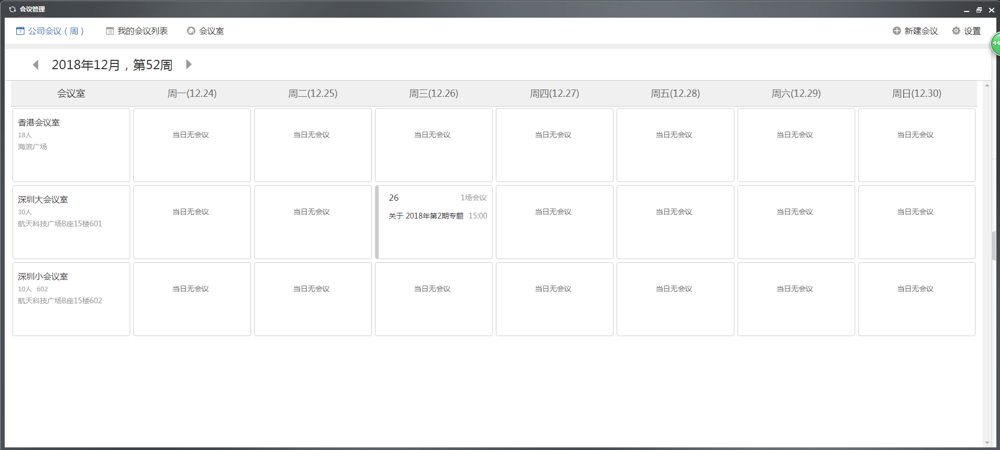 会议管理
公司会议（周） 我的会议列表 会议室 新建会议 设置
44
2018年12月，第52周
会议室 周一(12.24) 周二(12.25) 周三(12.26) 周四(12.27) 周五(12.28) 周六(12.29) 周日(12.30)
香港会议室
18人
海滨广场
当日无会议 当日无会议 当日无会议 当日无会议 当日无会议 当日无会议 当日无会议
深圳大会议室
30人
航天科技广场B座15楼601
当日无会议 当日无会议
26 1场会议
关于 2018年第2期专题 15:00
当日无会议 当日无会议 当日无会议 当日无会议
深圳小会议室
10人 602
航天科技广场B座15楼602
当日无会议 当日无会议 当日无会议 当日无会议 当日无会议 当日无会议 当日无会议